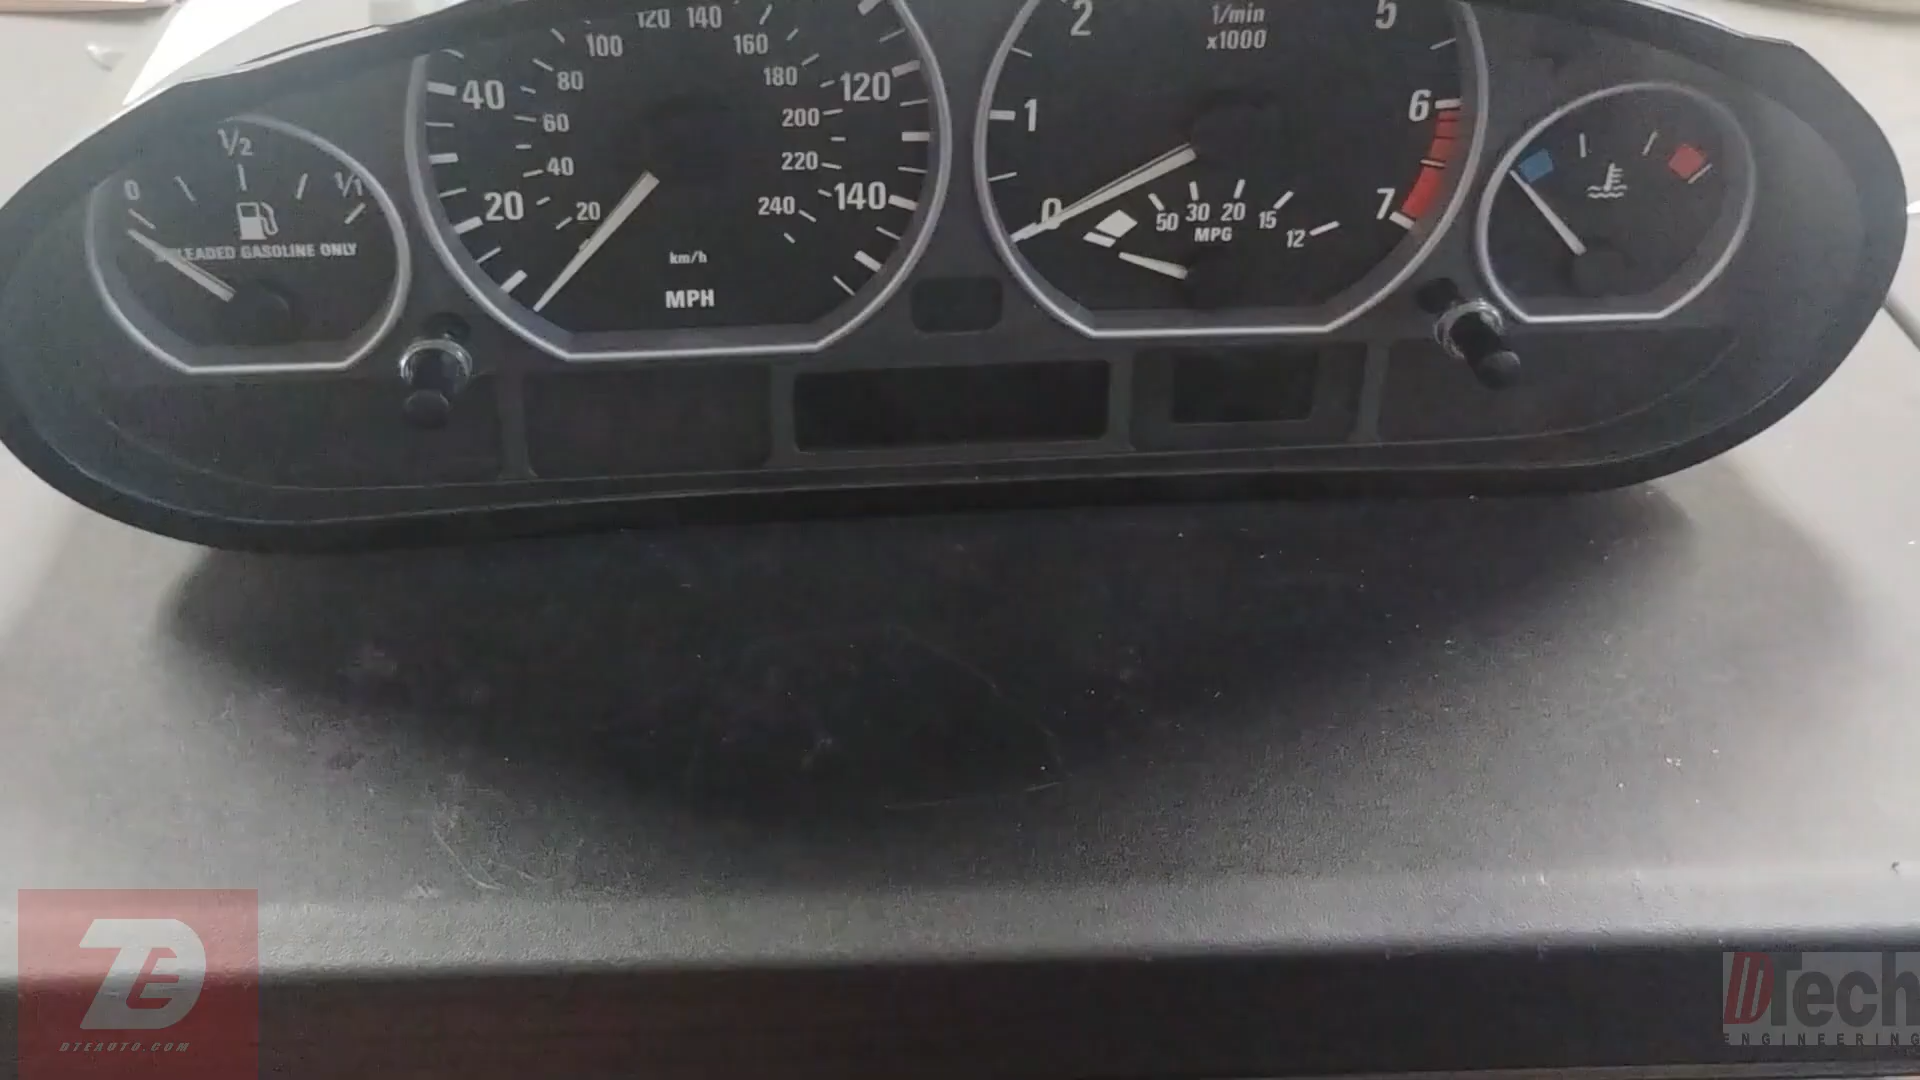 0 1/2 1/1
UNLEADED GASOLINE ONLY
20 40 120 140
20 40 60 80 100 120 140 160 180 200 220 240
km/h
MPH
1/min
x1000
0 1 2 5 6 7
50 30 20 15 12
MPG
DE
DTEAUTO.COM
DTech
ENGINEERING